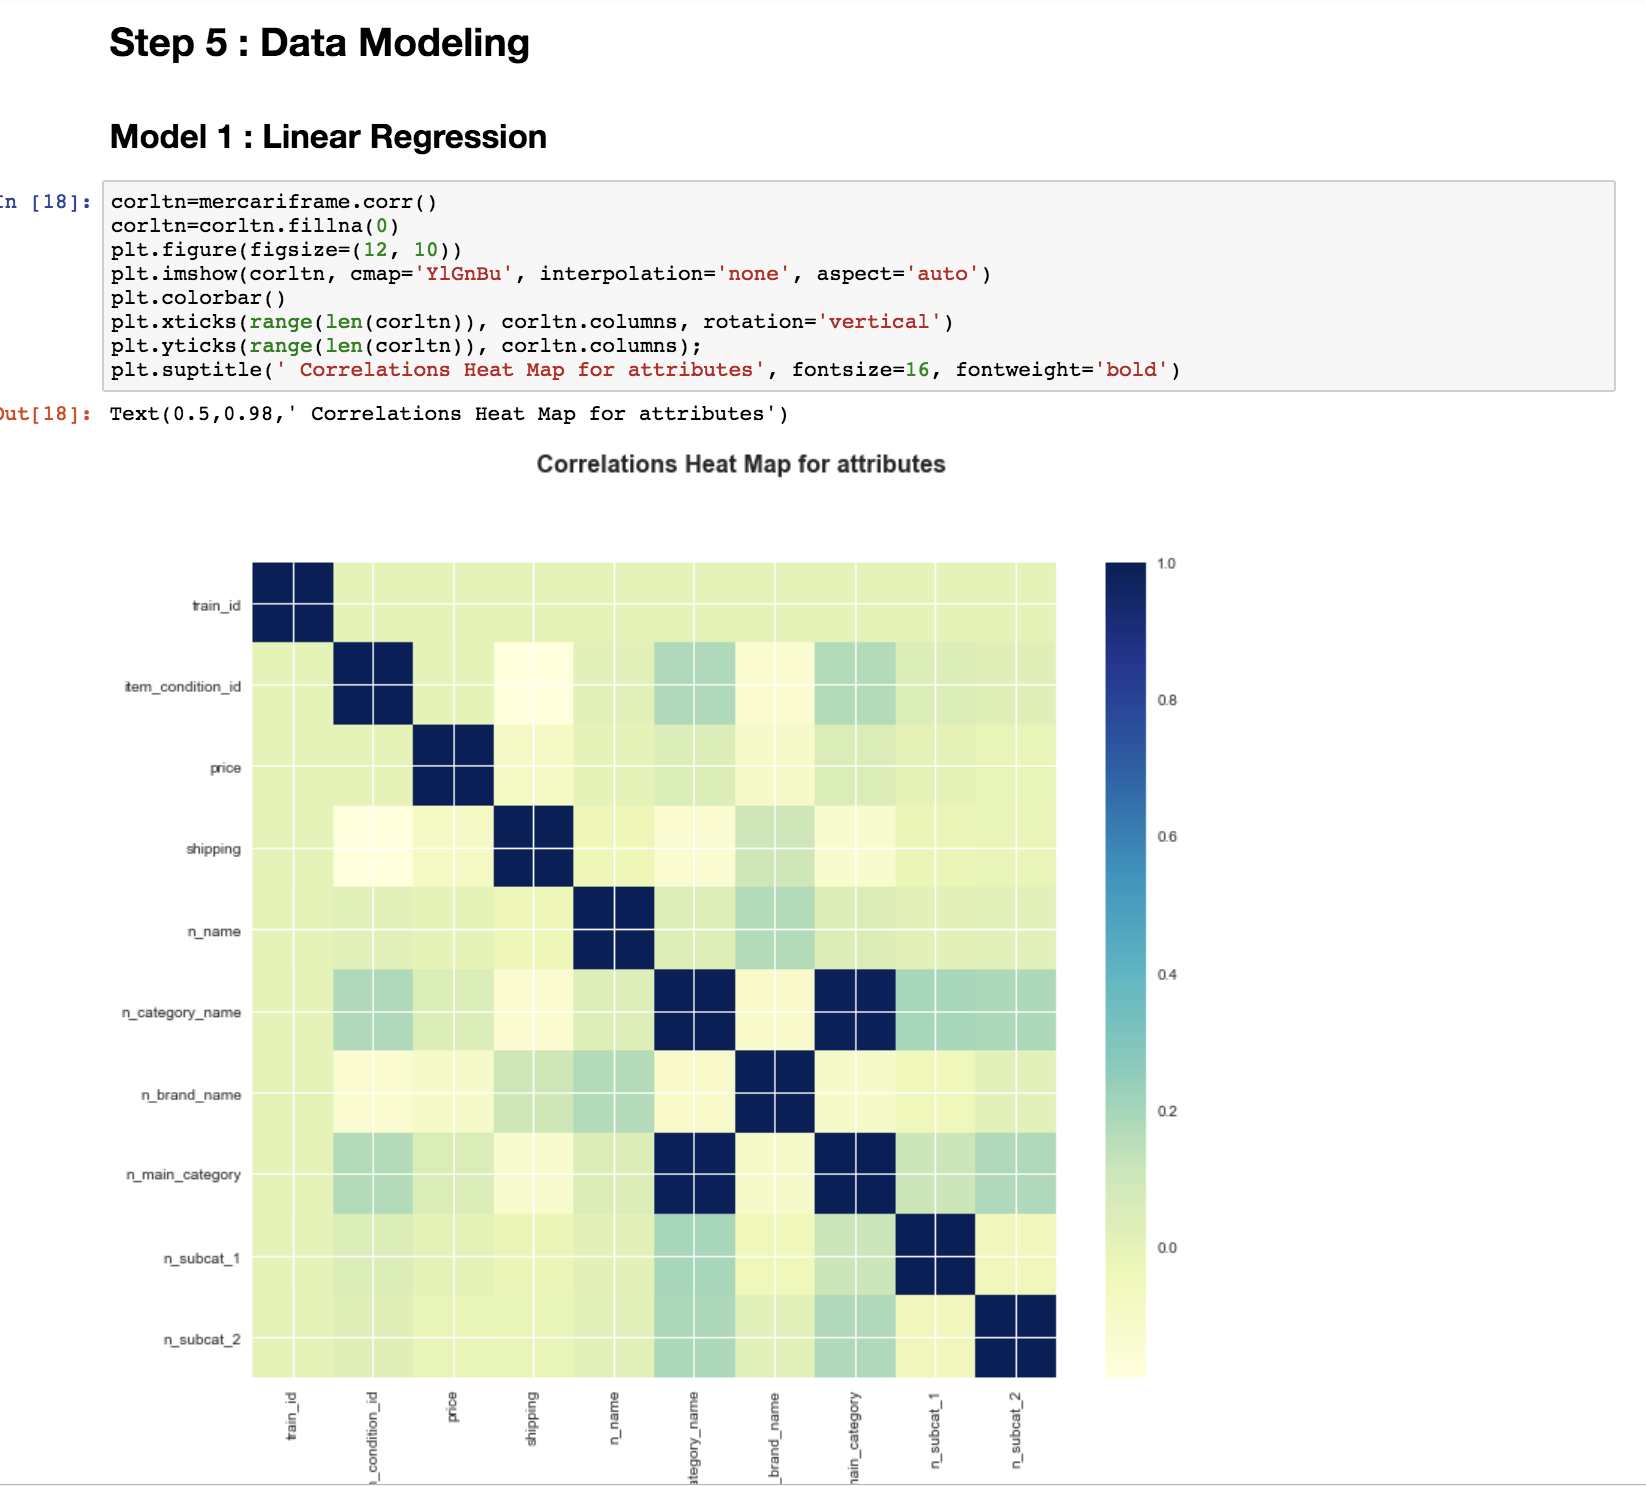 Step 5 : Data Modeling
Model 1 : Linear Regression
n [18]:
corltn=mercariframe.corr()
corltn=corltn.fillna(0)
plt.figure(figsize=(12, 10))
plt.imshow(corltn, cmap='YlGnBu', interpolation='none', aspect='auto')
plt.colorbar()
plt.xticks(range(len(corltn)), corltn.columns, rotation='vertical')
plt.yticks(range(len(corltn)), corltn.columns);
plt.suptitle(' Correlations Heat Map for attributes', fontsize=16, fontweight='bold')
Out[18]: Text(0.5,0.98,' Correlations Heat Map for attributes')
Correlations Heat Map for attributes
train_id
item_condition_id
price
shipping
n_name
n_category_name
n_brand_name
n_main_category
n_subcat_1
n_subcat_2
1.0
0.8
0.6
0.4
0.2
0.0
train_id
_condition_id
price
shipping
n_name
ategory_name
_brand_name
ain_category
n_subcat_1
n_subcat_2